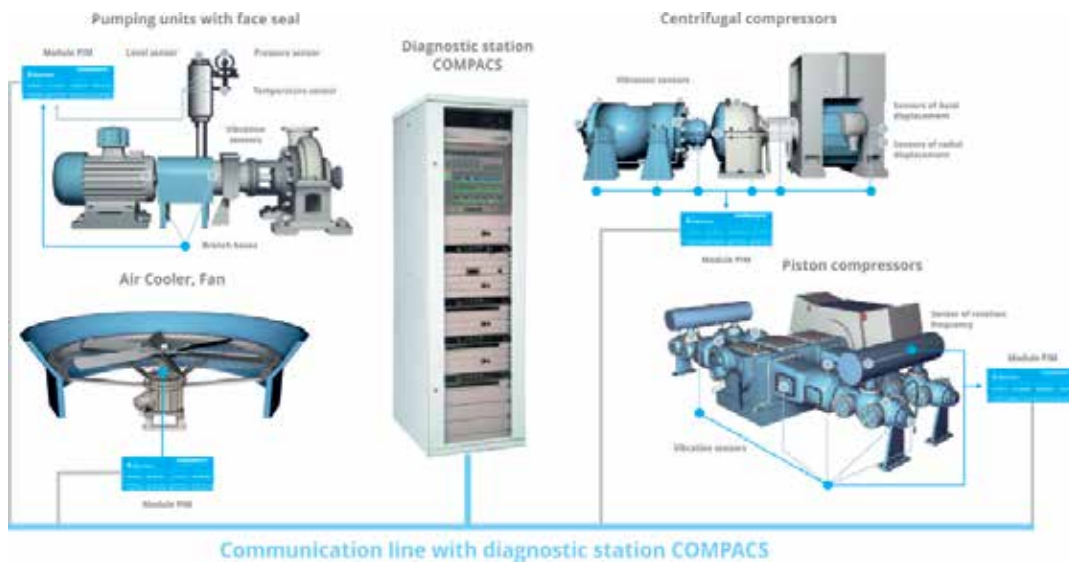 Pumping units with face seal
Module PIM
Level sensor
Pressure sensor
Temperature sensor
Vibration
sensors
Branch boxes
Diagnostic station
COMPACS
Centrifugal compressors
Vibration sensors
Sensors of axial
displacement
Sensors of radial
displacement
Module PIM
Air Cooler, Fan
Module PIM
Piston compressors
Sensor of rotation
frequency
Module PIM
Vibration sensors
Communication line with diagnostic station COMPACS